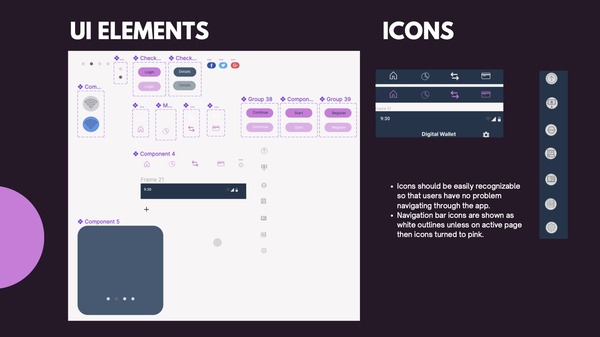 UI ELEMENTS
ICONS
Com...
Check...
Login
Login
Check...
Details
Details
M...
Group 38
Continue
Continue
Compon...
Start
Start
Group 39
Register
Register
Component 4
Frame 21
9:30
Component 5
9:30
Digital Wallet
• Icons should be easily recognizable
so that users have no problem
navigating through the app.
• Navigation bar icons are shown as
white outlines unless on active page
then icons turned to pink.